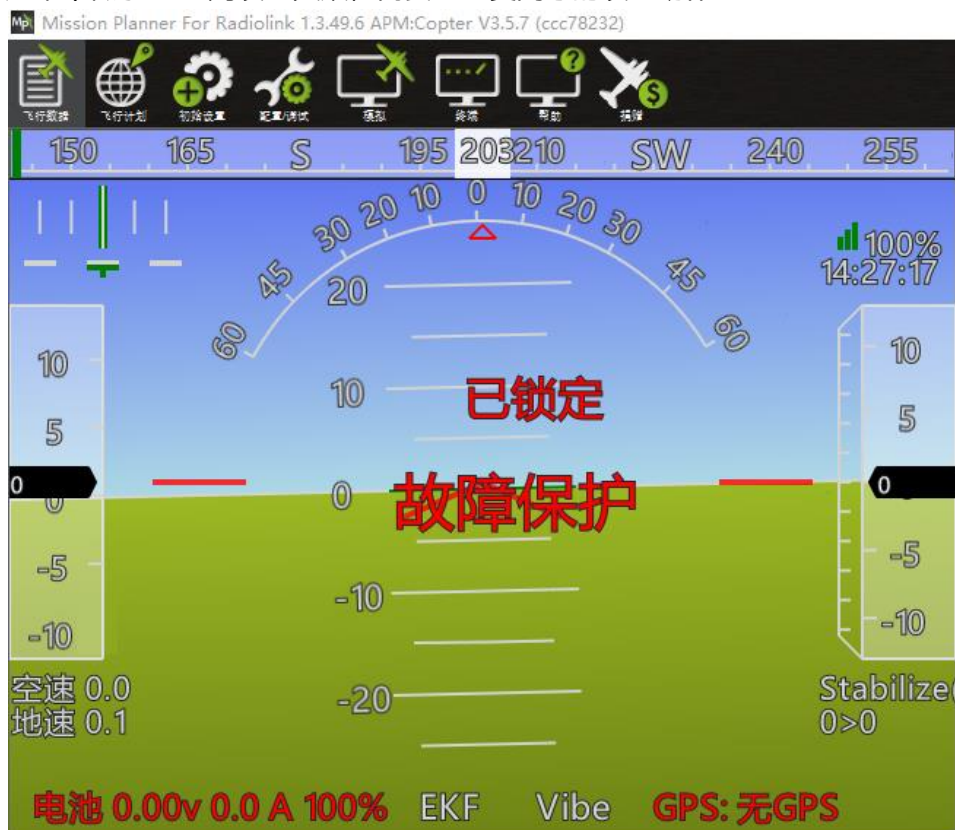 Mission Planner For Radiolink 1.3.49.6 APM:Copter V3.5.7 (ccc78232)
飞行数据 飞行计划 初始设置 配置/调试 模拟 终端 帮助 捐赠
150 165 S 195 203 210 SW 240 255
60 45 30 20 10 0 10 20 30 45 60
100%
14:27:17
20
10 10 10
已锁定
5 5
0 0 0 0
故障保护
-5 -5
-10 -10 -10
空速 0.0 -20 Stabilize
地速 0.1 0>0
电池 0.00v 0.0 A 100% EKF Vibe GPS: 无GPS